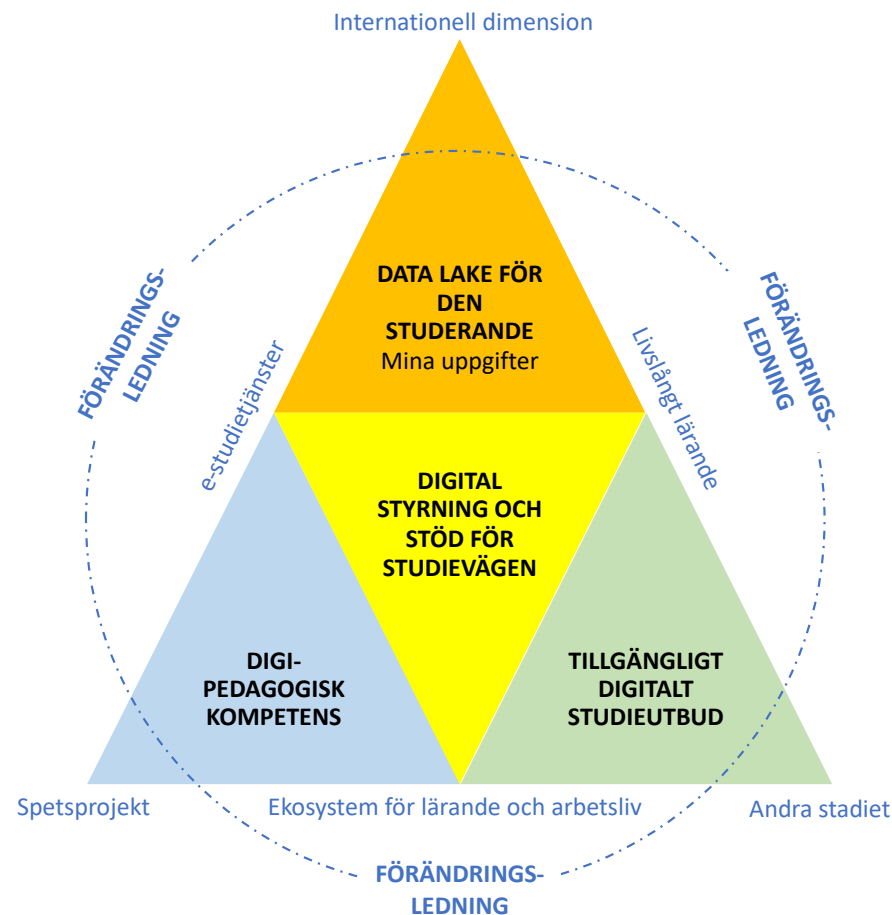 Internationell dimension
FÖRÄNDRINGS-
LEDNING
FÖRÄNDRINGS-
LEDNING
DATA LAKE FÖR
DEN
STUDERANDE
Mina uppgifter
e-studietjänster
Livslångt lärande
DIGITAL
STYRNING OCH
STÖD FÖR
STUDIEVÄGEN
DIGI-
PEDAGOGISK
KOMPETENS
TILLGÄNGLIGT
DIGITALT
STUDIEUTBUD
Spetsprojekt
Ekosystem för lärande och arbetsliv
Andra stadiet
FÖRÄNDRINGS-
LEDNING